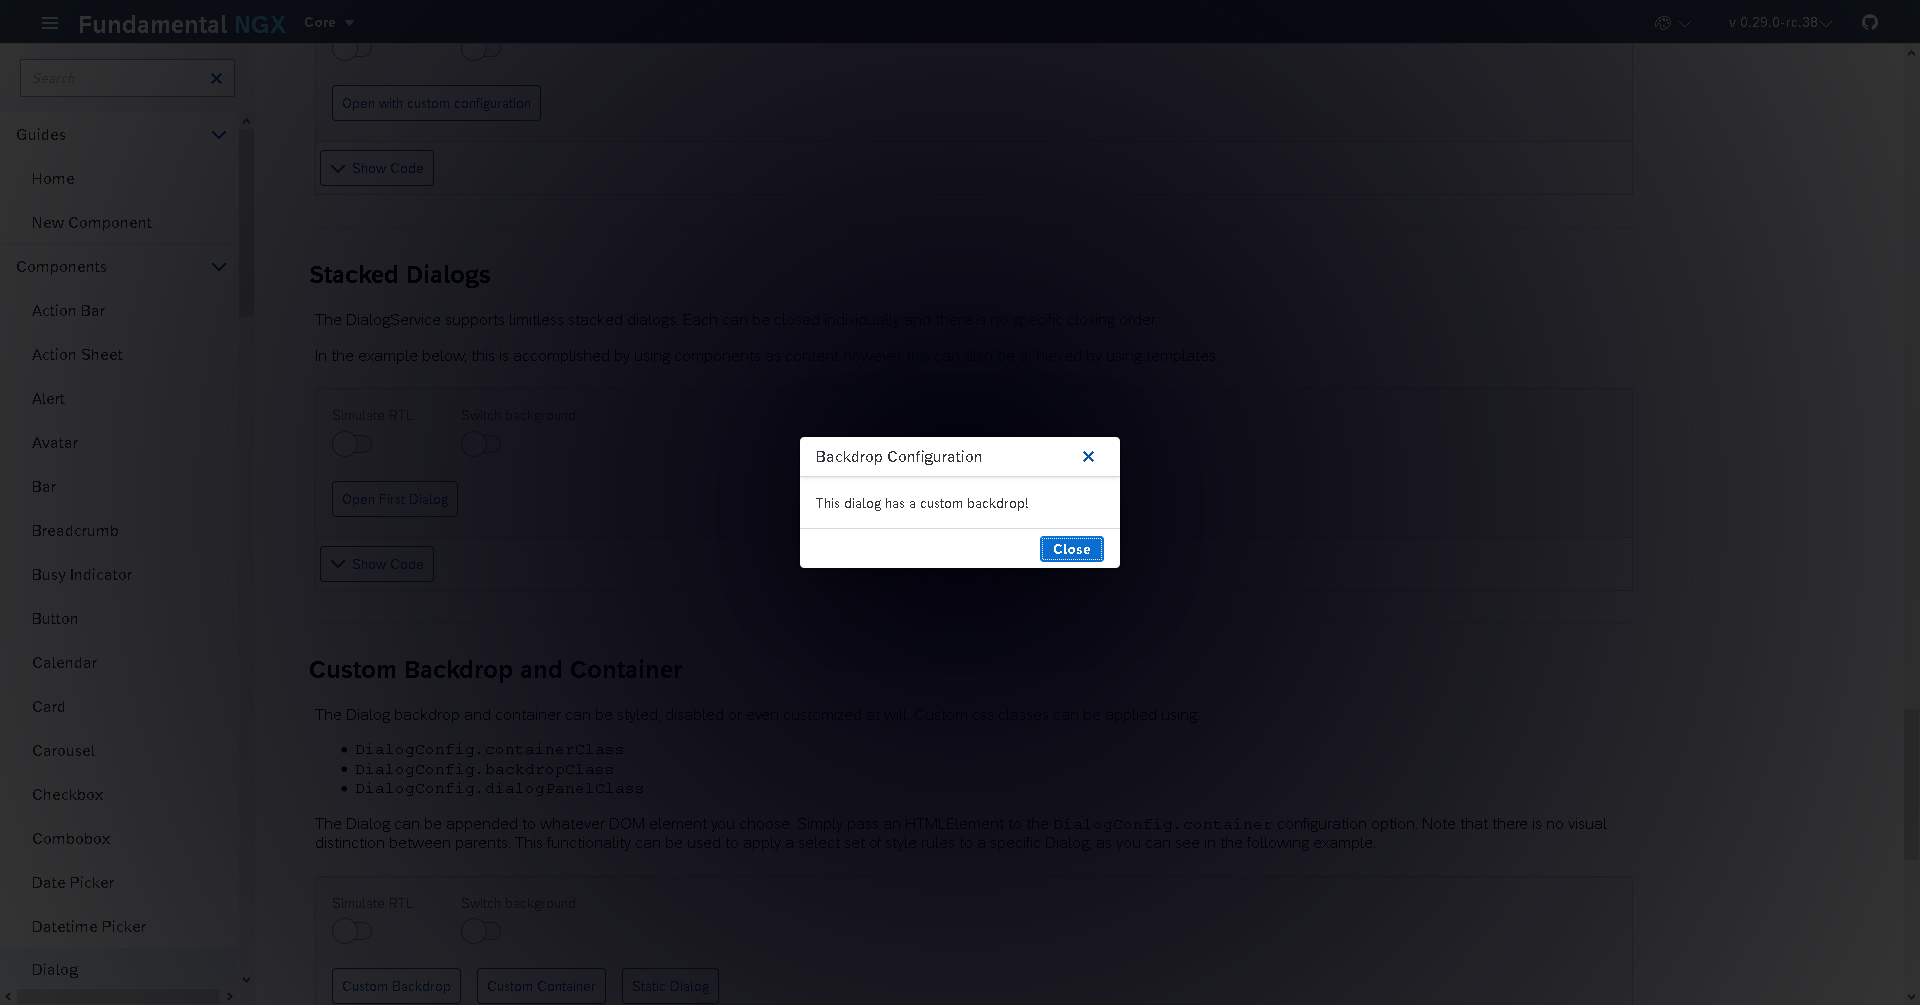 Fundamental NGX Core
v 0.29.0-rc.38
Search
Guides
Home
New Component
Components
Action Bar
Action Sheet
Alert
Avatar
Bar
Breadcrumb
Busy Indicator
Button
Calendar
Card
Carousel
Checkbox
Combobox
Date Picker
Datetime Picker
Dialog
Open with custom configuration
Show Code
Stacked Dialogs
The DialogService supports limitless stacked dialogs. Each can be closed individually and there is no specific closing order.
In the example below, this is accomplished by using components as content however this can also be achieved by using templates.
Simulate RTL Switch background
Open First Dialog
Show Code
Backdrop Configuration
This dialog has a custom backdrop!
Close
Custom Backdrop and Container
The Dialog backdrop and container can be styled, disabled or even customized at will. Custom css classes can be applied using:
DialogConfig.containerClass
DialogConfig.backdropClass
DialogConfig.dialogPanelClass
The Dialog can be appended to whatever DOM element you choose. Simply pass an HTMLElement to the DialogConfig.container configuration option. Note that there is no visual
distinction between parents. This functionality can be used to apply a select set of style rules to a specific Dialog, as you can see in the following example.
Simulate RTL Switch background
Custom Backdrop Custom Container Static Dialog